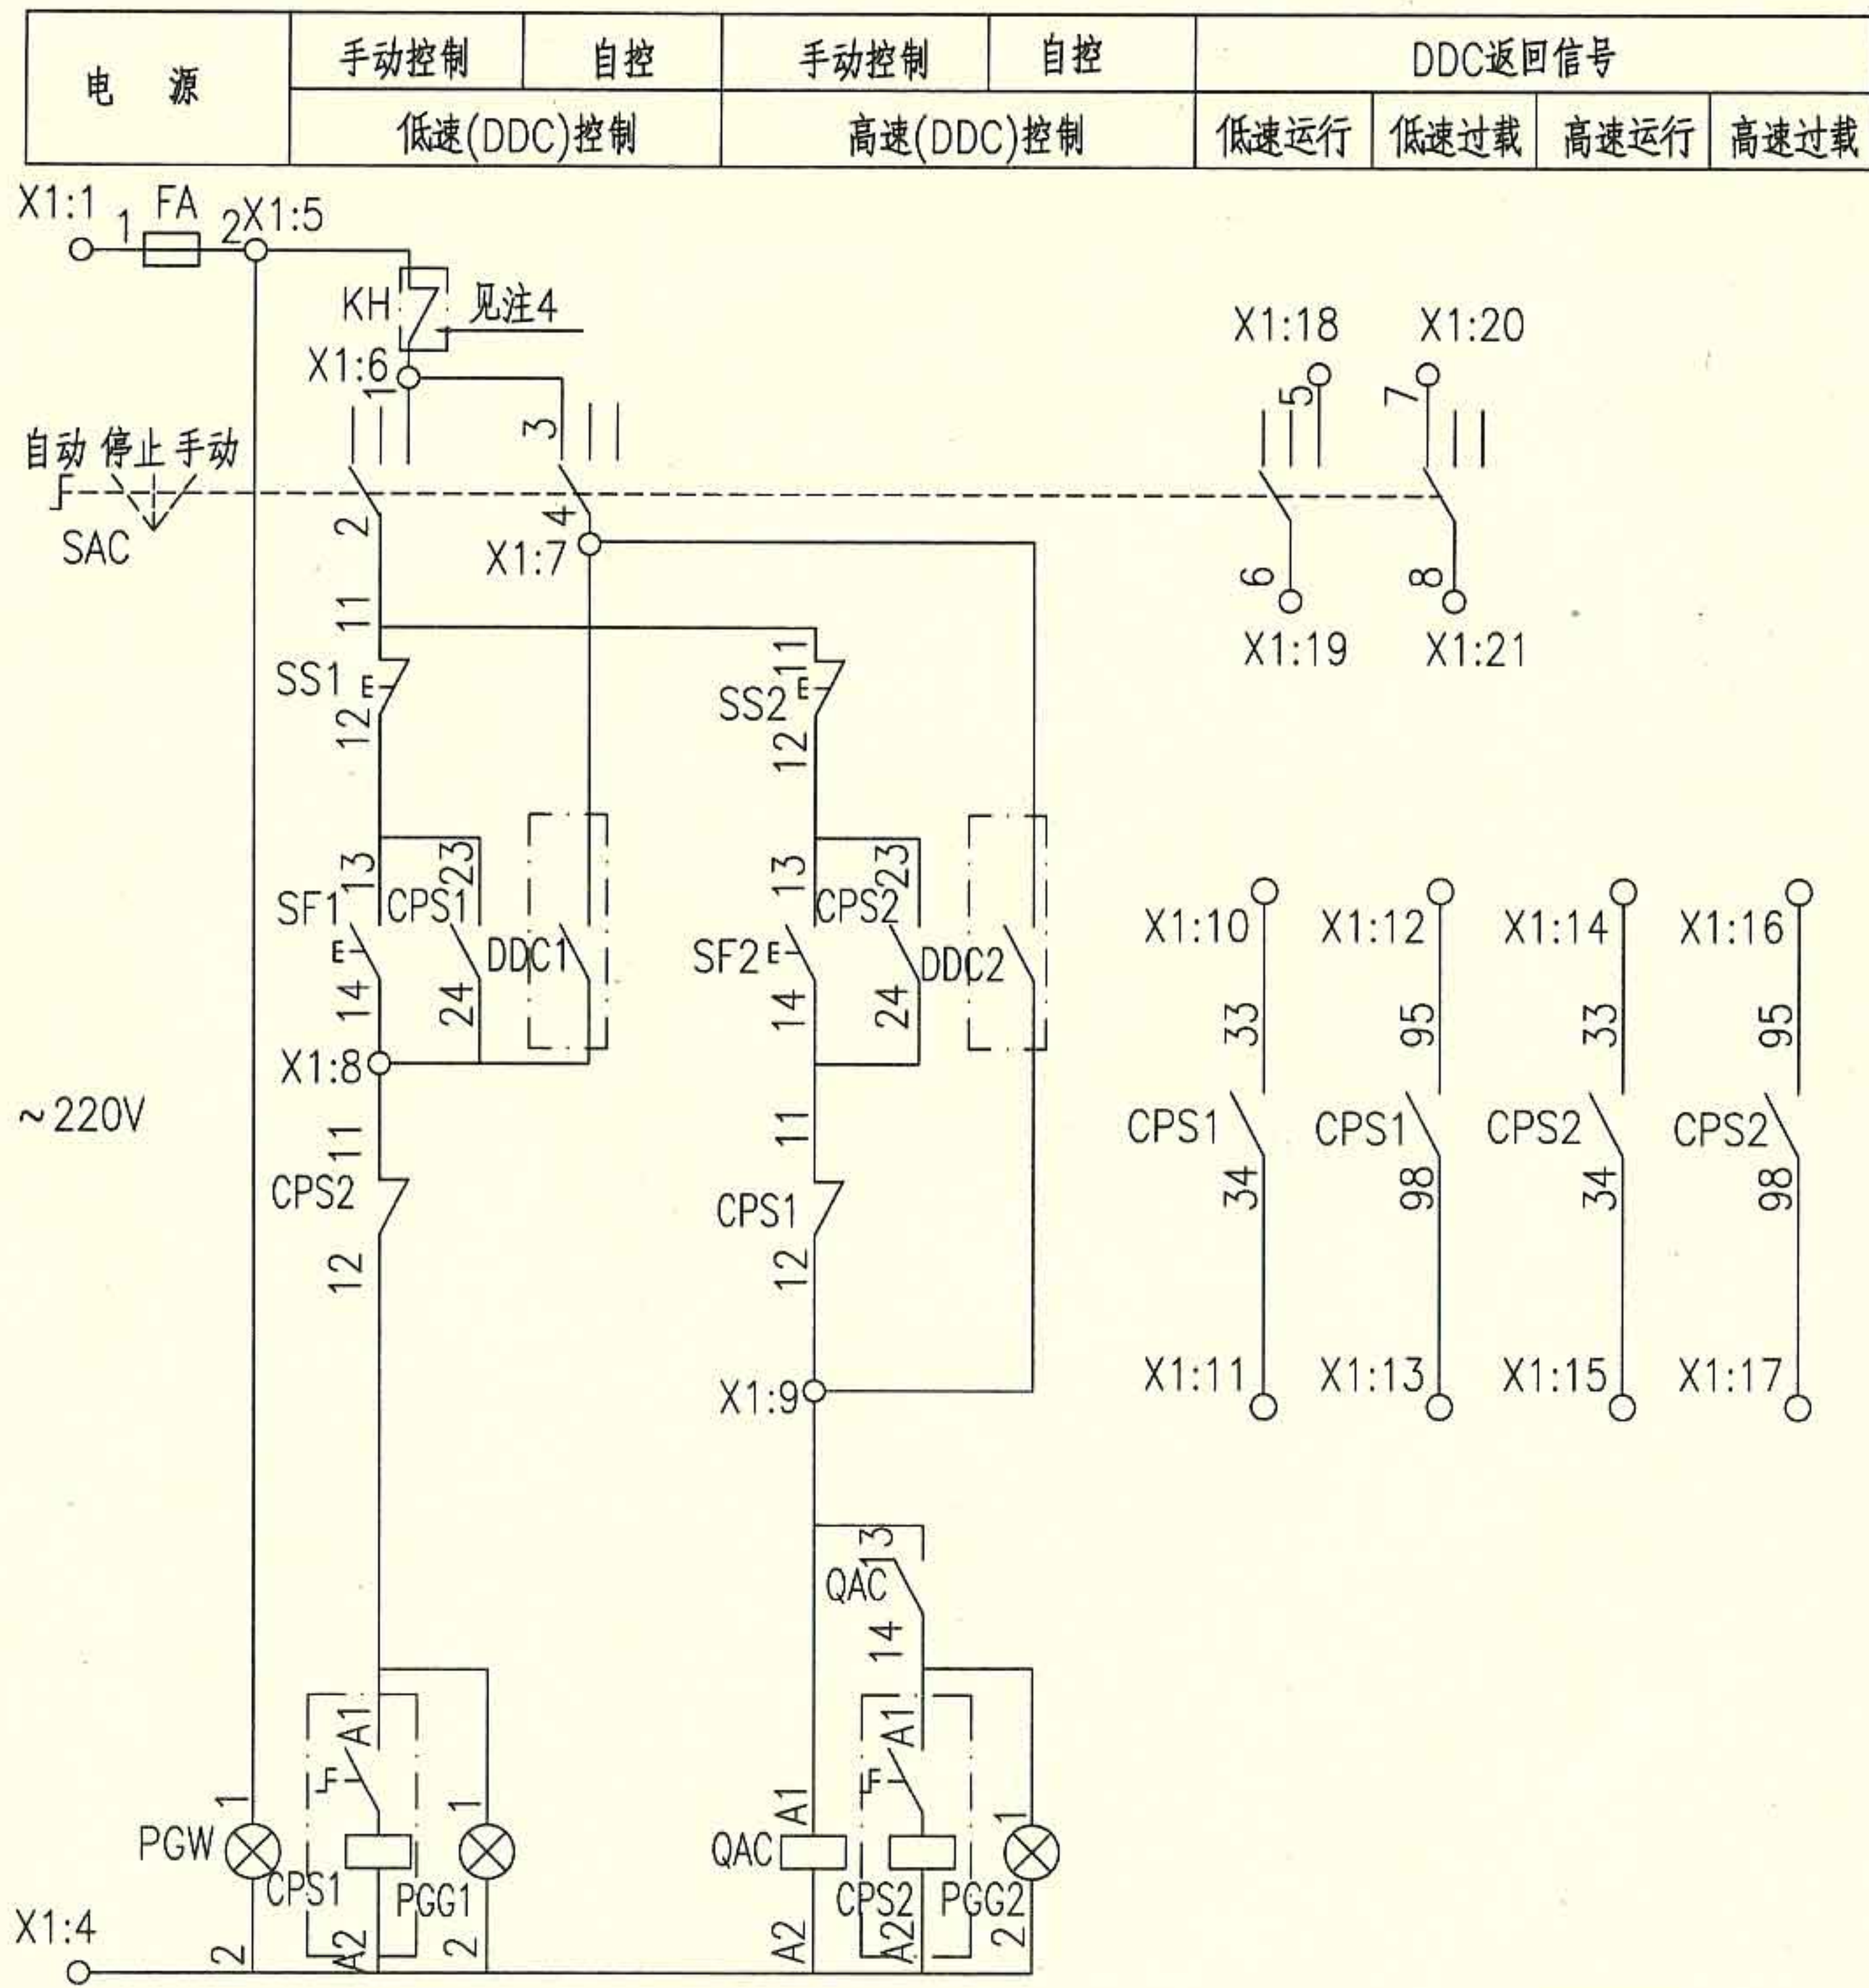 电 源
手动控制 自控 手动控制 自控 DDC返回信号
低速(DDC)控制 高速(DDC)控制 低速运行 低速过载 高速运行 高速过载
X1:1 1 FA 2 X1:5
KH 见注4
X1:6 1 3
X1:18 5 X1:20 7
自动 停止 手动
SAC
2 4 X1:7
6 8
X1:19 X1:21
11 11
SS1 E SS2 E
12 12
13 23 13 23
SF1 E CPS1 DDC1 SF2 E CPS2 DDC2
14 24 14 24
X1:10 X1:12 X1:14 X1:16
33 95 33 95
X1:8
~220V
11 11
CPS2 CPS1
12 12
CPS1 CPS1 CPS2 CPS2
34 98 34 98
X1:9
X1:11 X1:13 X1:15 X1:17
13
QAC
14
A1 A1
1 1 A1 1
PGW CPS1 PGG1 QAC CPS2 PGG2
X1:4 2 A2 2 A2 A2 2